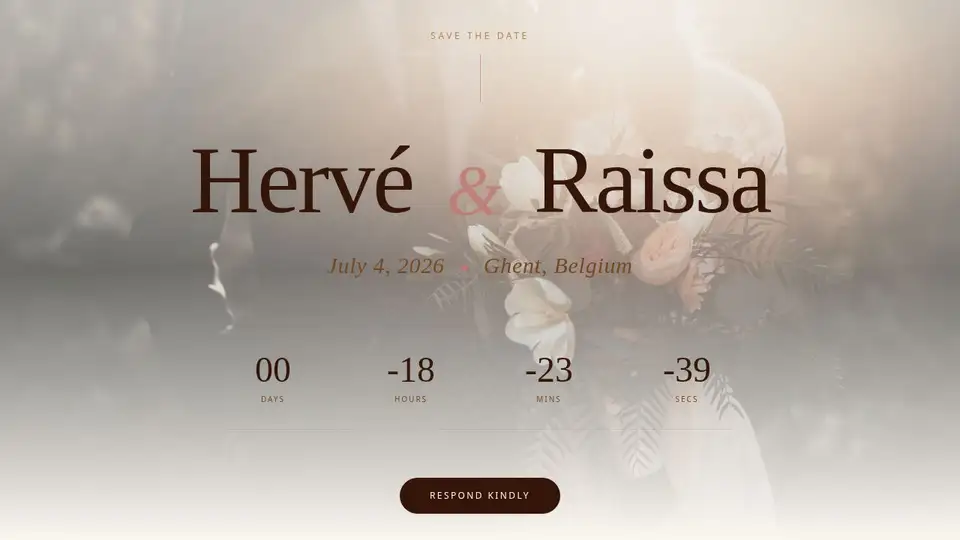 SAVE THE DATE
Hervé & Raissa
July 4, 2026 • Ghent, Belgium
00 -18 -23 -39
DAYS HOURS MINS SECS
RESPOND KINDLY